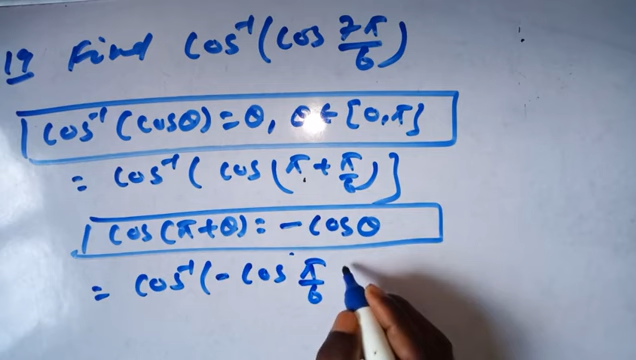 19 Find cos⁻¹(cos 7π/6)
cos⁻¹(cosθ) = θ, θ ∈ [0, π]
= cos⁻¹( cos(π + π/6) ]
cos(π+θ) = -cosθ
= cos⁻¹(-cos π/6